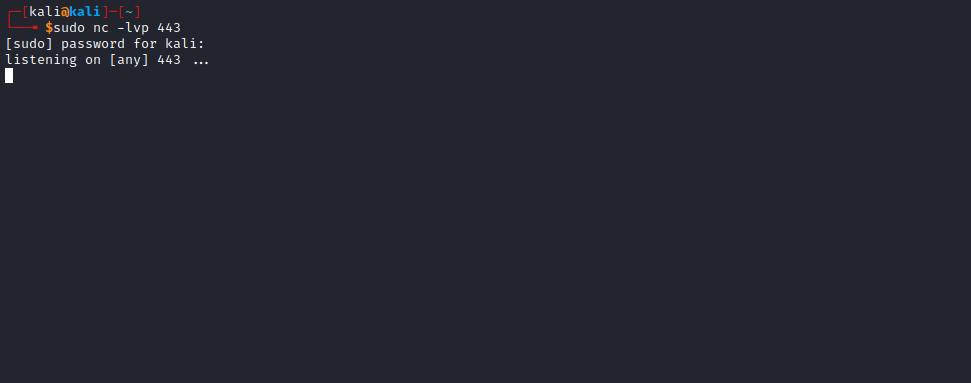 ┌─[kali@kali]─[~]
└──╼ $sudo nc -lvp 443
[sudo] password for kali:
listening on [any] 443 ...